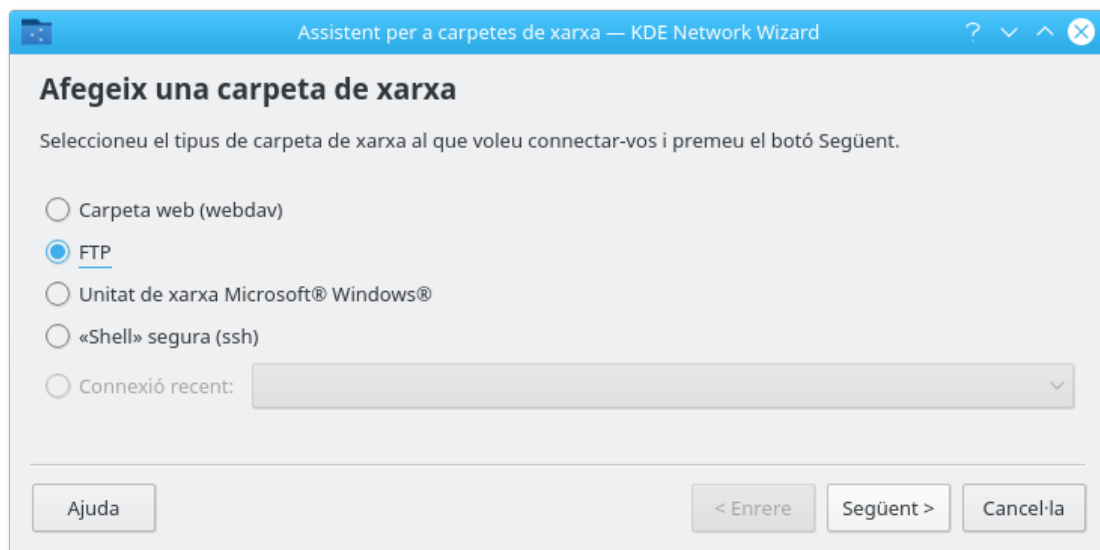 Assistent per a carpetes de xarxa — KDE Network Wizard
Afegeix una carpeta de xarxa
Seleccioneu el tipus de carpeta de xarxa al que voleu connectar-vos i premeu el botó Següent.
Carpeta web (webdav)
FTP
Unitat de xarxa Microsoft® Windows®
«Shell» segura (ssh)
Connexió recent:
Ajuda < Enrere Següent > Cancel·la